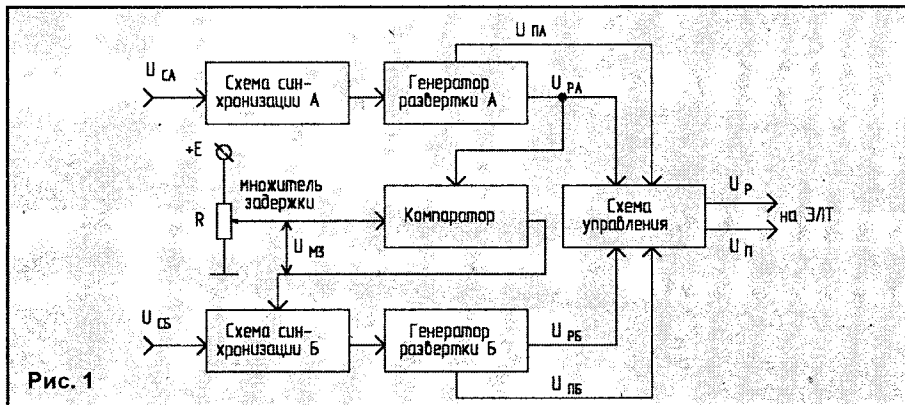 U ПА
U СА
Схема син-
хронизации А
Генератор
развертки А
U РА
+E
множитель
задержки
R
U МЗ
Компаратор
Схема
управления
U Р
на ЭЛТ
U П
U СБ
Схема син-
хронизации Б
Генератор
развертки Б
U РБ
U ПБ
Рис. 1